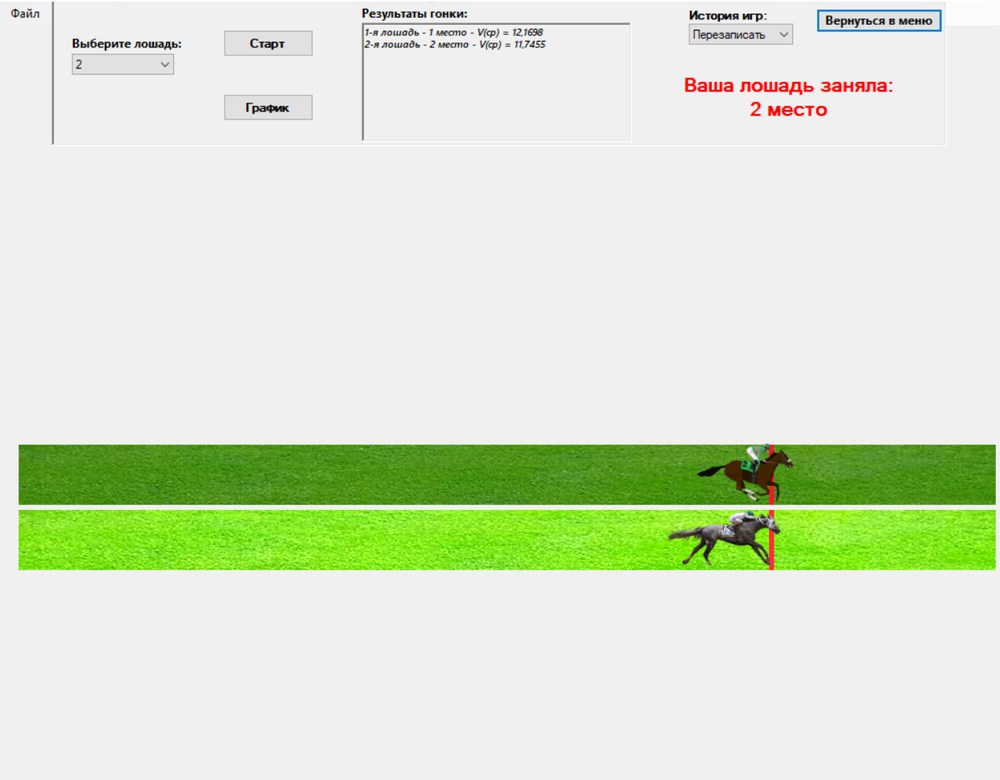 Файл
Выберите лошадь:
2
Старт
График
Результаты гонки:
1-я лошадь - 1 место - V(ср) = 12,1698
2-я лошадь - 2 место - V(ср) = 11,7455
История игр:
Перезаписать
Вернуться в меню
Ваша лошадь заняла:
2 место
2